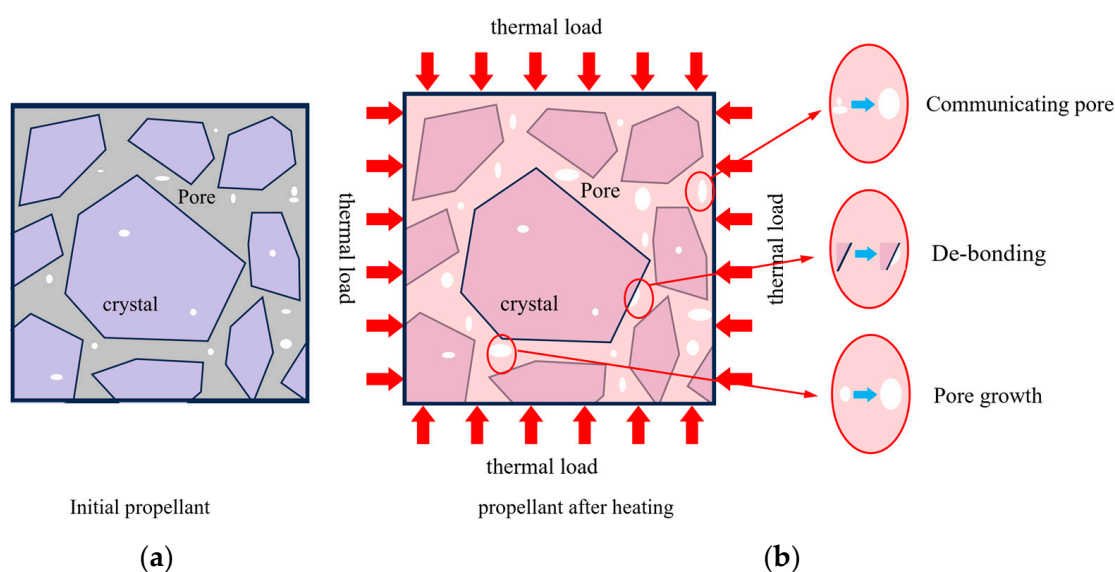 thermal load
Communicating pore
Pore
Pore
thermal load
thermal load
De-bonding
crystal
crystal
Pore growth
thermal load
Initial propellant
propellant after heating
(a)
(b)